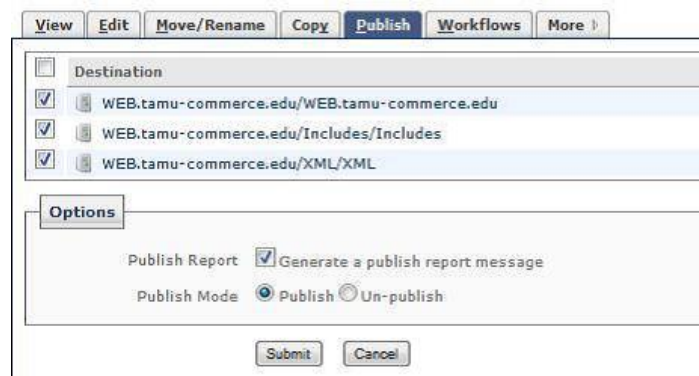 View Edit Move/Rename Copy Publish Workflows More
Destination
WEB.tamu-commerce.edu/WEB.tamu-commerce.edu
WEB.tamu-commerce.edu/Includes/Includes
WEB.tamu-commerce.edu/XML/XML
Options
Publish Report Generate a publish report message
Publish Mode Publish Un-publish
Submit Cancel